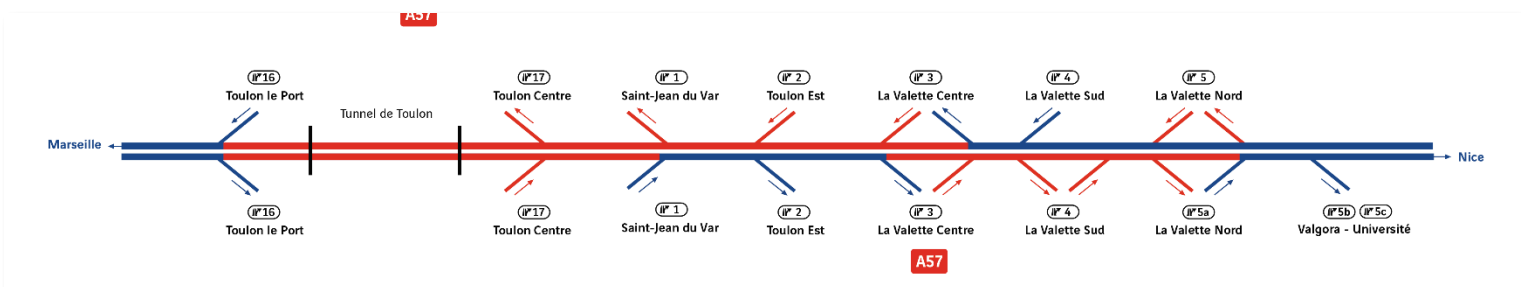 A57
16 17 1 2 3 4 5
Toulon le Port Toulon Centre Saint-Jean du Var Toulon Est La Valette Centre La Valette Sud La Valette Nord
Tunnel de Toulon
Marseille
Nice
16 17 1 2 3 4 5a 5b 5c
Toulon le Port Toulon Centre Saint-Jean du Var Toulon Est La Valette Centre La Valette Sud La Valette Nord Valgora - Université
A57